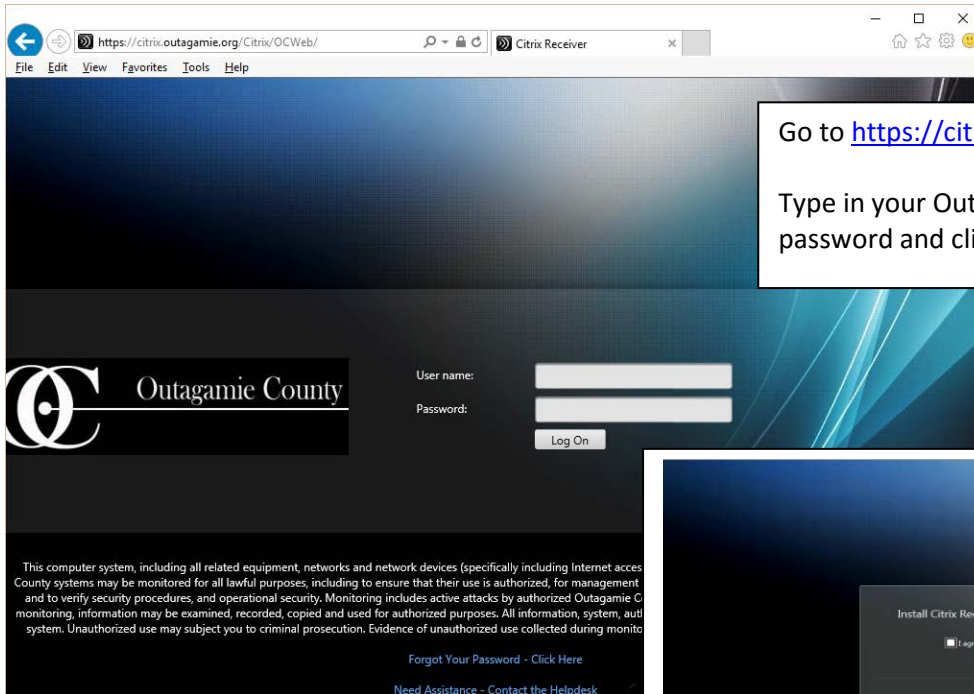 https://citrix.outagamie.org/Citrix/OCWeb/
Citrix Receiver
File Edit View Favorites Tools Help
Go to https://cit
Type in your Out
password and cli
Outagamie County
User name:
Password:
Log On
This computer system, including all related equipment, networks and network devices (specifically including Internet acces
County systems may be monitored for all lawful purposes, including to ensure that their use is authorized, for management
and to verify security procedures, and operational security. Monitoring includes active attacks by authorized Outagamie C
monitoring, information may be examined, recorded, copied and used for authorized purposes. All information, system, aut
system. Unauthorized use may subject you to criminal prosecution. Evidence of unauthorized use collected during monito
Forgot Your Password - Click Here
Need Assistance - Contact the Helpdesk
Install Citrix Re
I agr